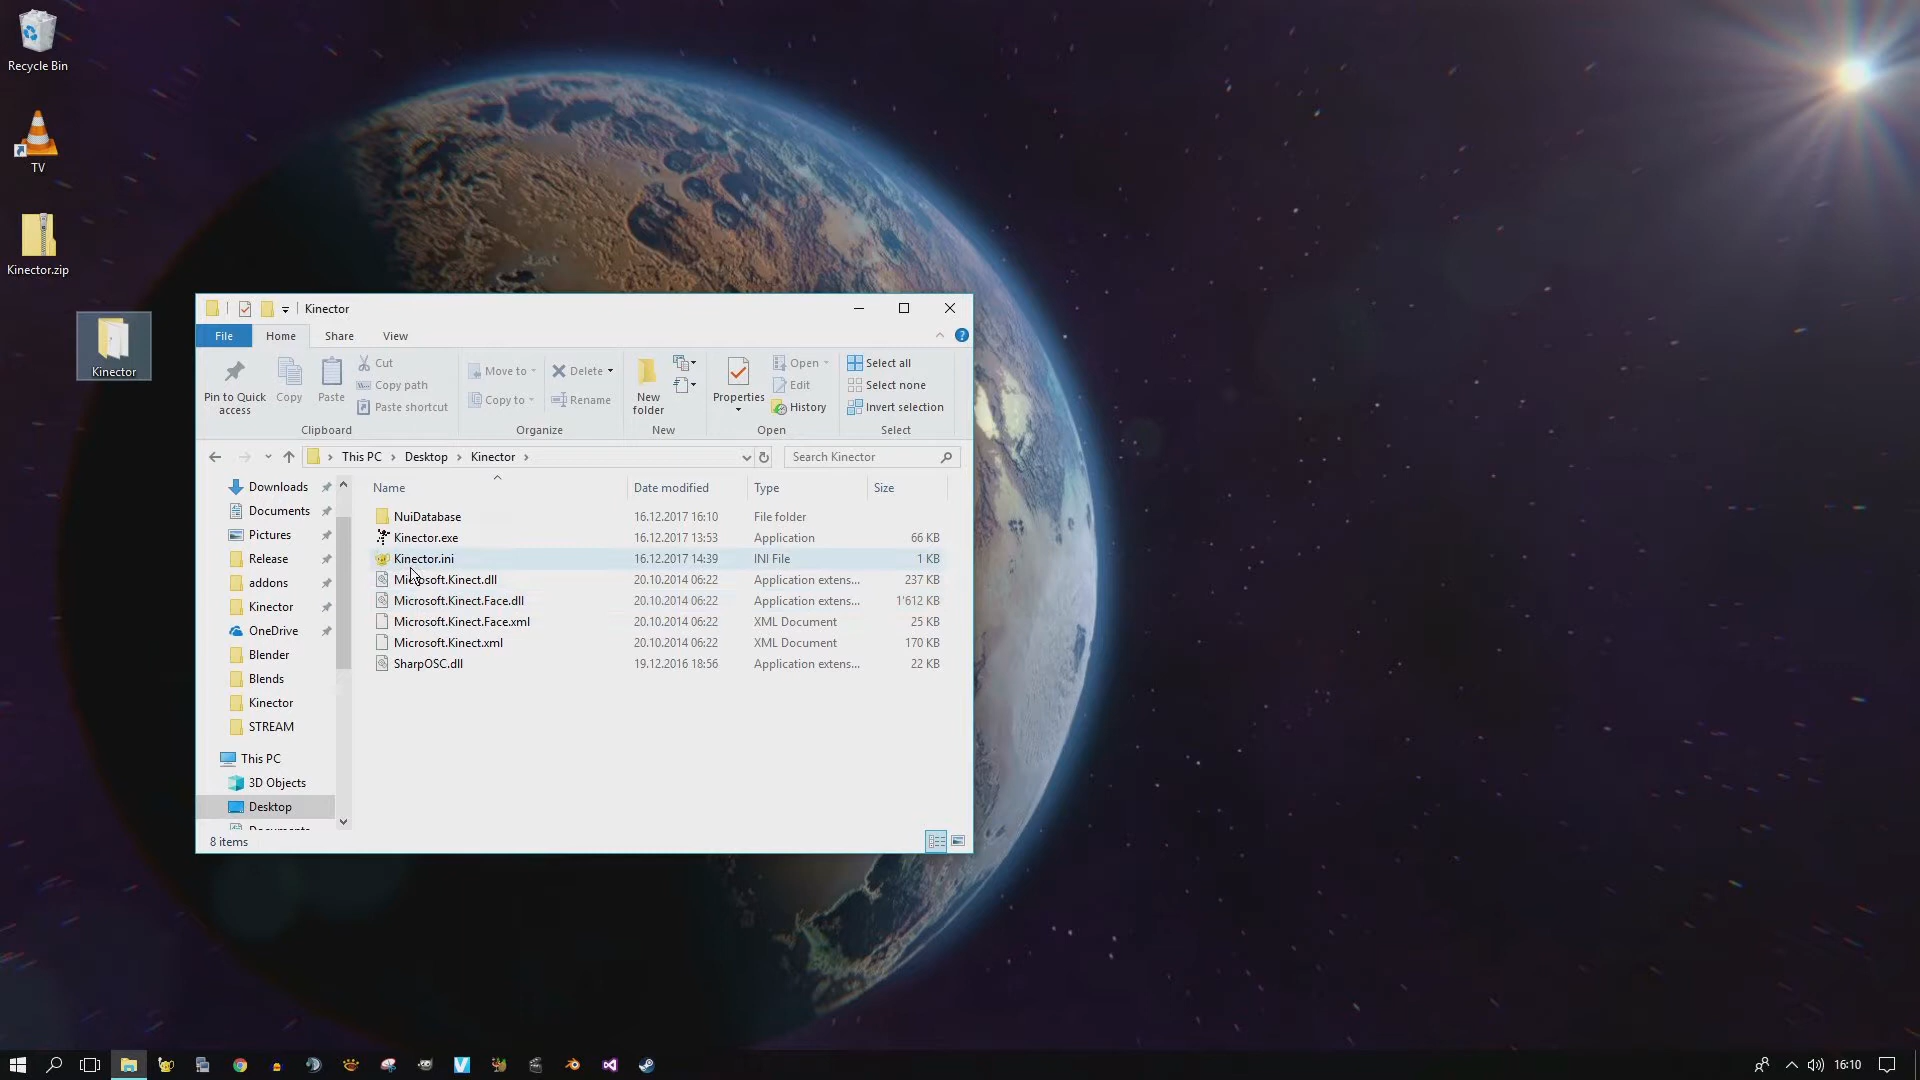 Recycle Bin
TV
Kinector.zip
Kinector
Kinector
File Home Share View
Pin to Quick access
Copy
Paste
Cut
Copy path
Paste shortcut
Clipboard
Move to
Copy to
Delete
Rename
Organize
New folder
New
Properties
Open
Edit
History
Open
Select all
Select none
Invert selection
Select
This PC > Desktop > Kinector >
Search Kinector
Downloads
Documents
Pictures
Release
addons
Kinector
OneDrive
Blender
Blends
Kinector
STREAM
This PC
3D Objects
Desktop
Documents
Name Date modified Type Size
NuiDatabase 16.12.2017 16:10 File folder
Kinector.exe 16.12.2017 13:53 Application 66 KB
Kinector.ini 16.12.2017 14:39 INI File 1 KB
Microsoft.Kinect.dll 20.10.2014 06:22 Application extens... 237 KB
Microsoft.Kinect.Face.dll 20.10.2014 06:22 Application extens... 1'612 KB
Microsoft.Kinect.Face.xml 20.10.2014 06:22 XML Document 25 KB
Microsoft.Kinect.xml 20.10.2014 06:22 XML Document 170 KB
SharpOSC.dll 19.12.2016 18:56 Application extens... 22 KB
8 items
16:10